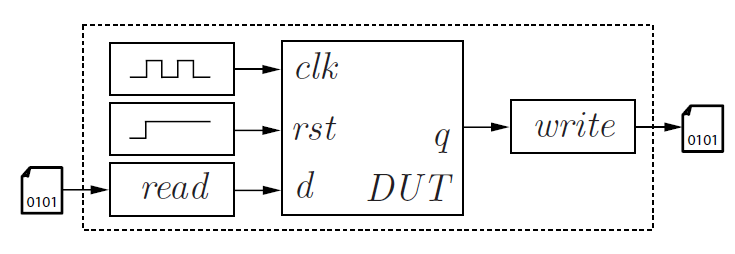 clk
rst
q
write
0101
0101
read
d
DUT